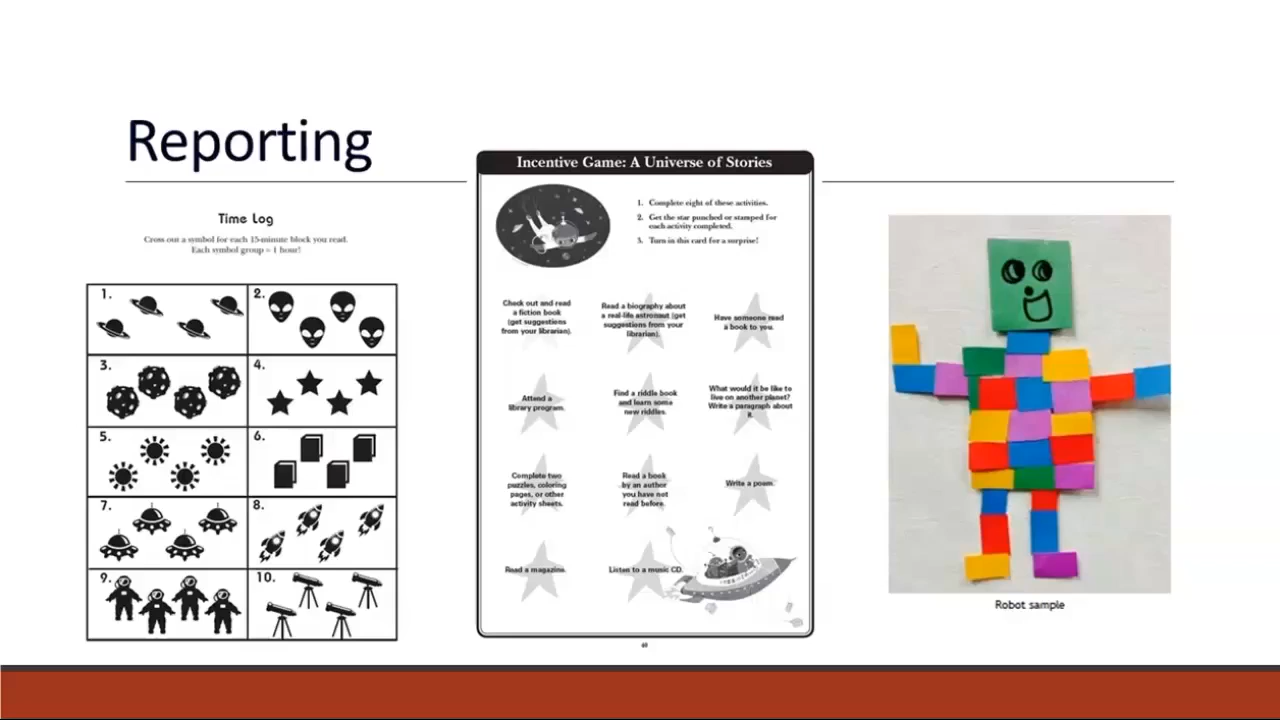 Reporting
Time Log
Cross out a symbol for each 15-minute block you read.
Each symbol group = 1 hour!
1.
2.
3.
4.
5.
6.
7.
8.
9.
10.
Incentive Game: A Universe of Stories
1. Complete eight of these activities.
2. Get the star punched or stamped for
each activity completed.
3. Turn in this card for a surprise!
Check out and read
a fiction book
(get suggestions
from your librarian).
Read a biography about
a real-life astronaut (get
suggestions from your
librarian).
Have someone read
a book to you.
Attend a
library program.
Find a riddle book
and learn some
new riddles.
What would it be like to
live on another planet?
Write a paragraph about
it.
Complete two
puzzles, coloring
pages, or other
activity sheets.
Read a book
by an author
you have not
read before.
Write a poem.
Read a magazine.
Listen to a music CD.
Robot sample